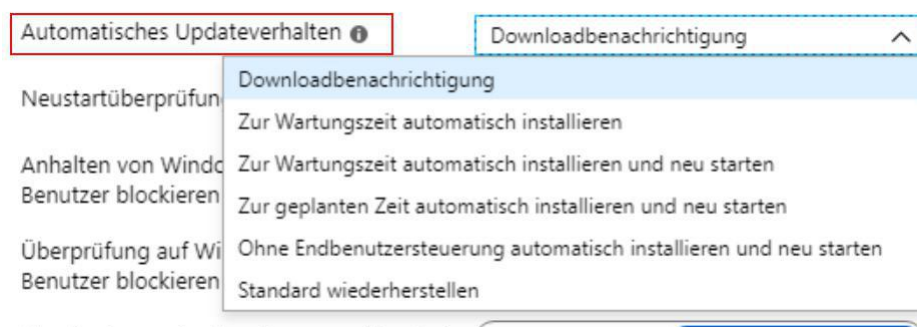 Automatisches Updateverhalten
Downloadbenachrichtigung
Downloadbenachrichtigung
Neustartüberprüfun
Zur Wartungszeit automatisch installieren
Anhalten von Windo
Zur Wartungszeit automatisch installieren und neu starten
Benutzer blockieren
Zur geplanten Zeit automatisch installieren und neu starten
Überprüfung auf Wi
Ohne Endbenutzersteuerung automatisch installieren und neu starten
Benutzer blockieren
Standard wiederherstellen